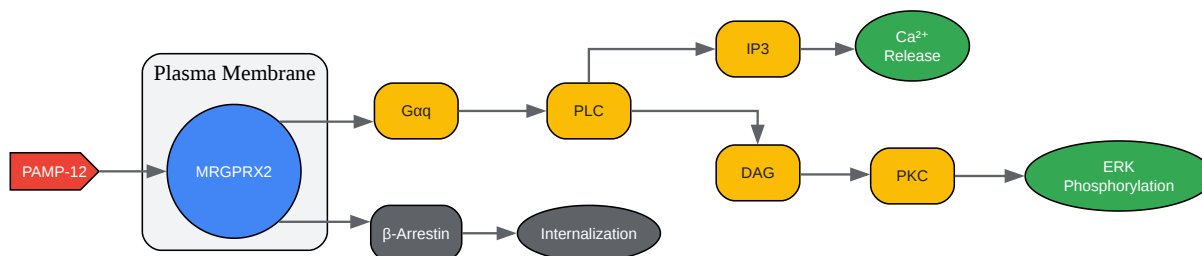 Plasma Membrane
PAMP-12
MRGPRX2
Gαq
PLC
IP3
Ca²⁺
Release
DAG
PKC
ERK
Phosphorylation
β-Arrestin
Internalization